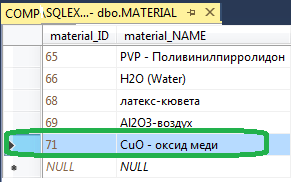 COMP\SQLEX... - dbo.MATERIAL
material_ID material_NAME
65 PVP - Поливинилпирролидон
66 H2O (Water)
68 латекс-кювета
69 Al2O3-воздух
71 CuO - оксид меди
NULL NULL